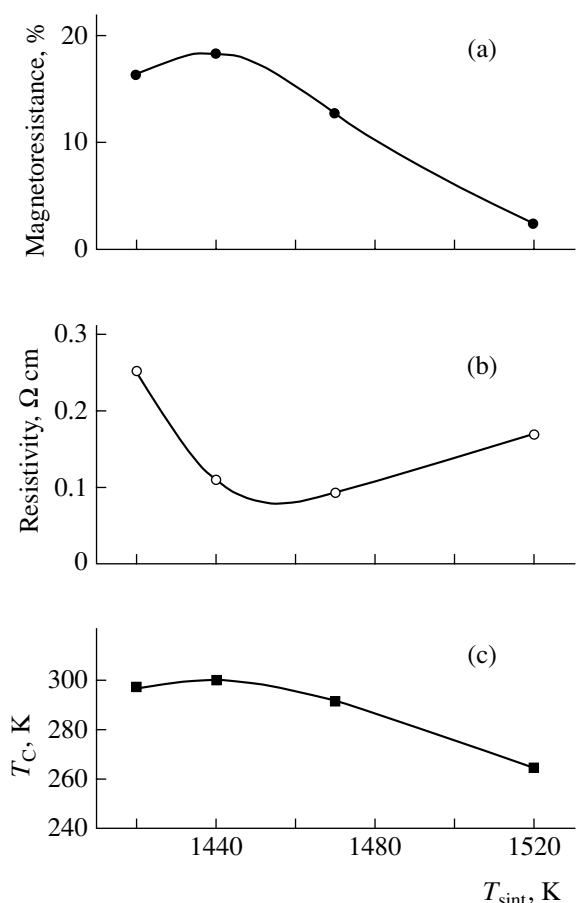 20
(a)
10
0
Magnetoresistance, %
0.3
(b)
0.2
0.1
0
Resistivity, Ω cm
(c)
300
280
260
240
T_C, K
1440
1480
1520
T_sint, K